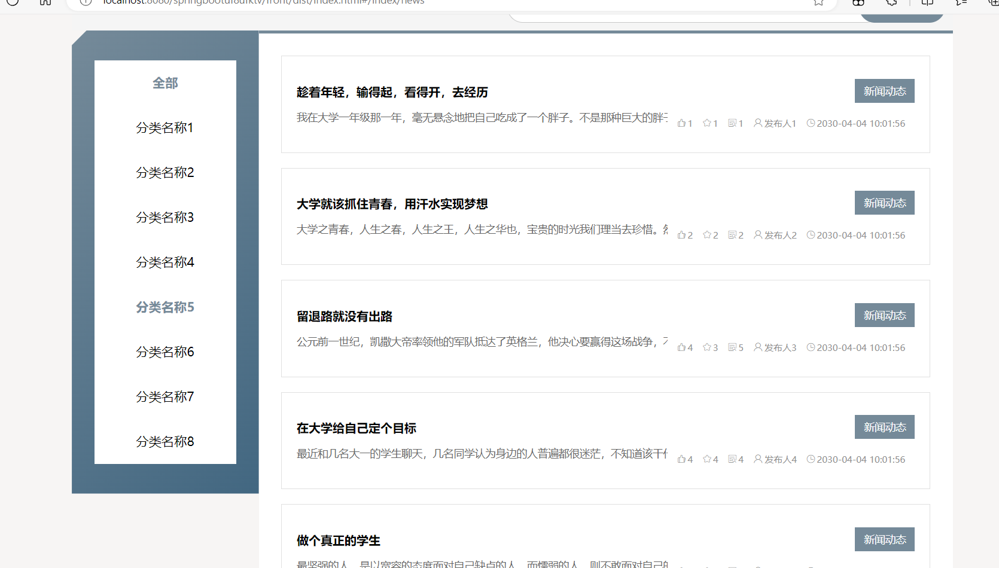 localhost:8080/springbootuf8ufktv/front/dist/index.html#/index/news
全部
分类名称1
分类名称2
分类名称3
分类名称4
分类名称5
分类名称6
分类名称7
分类名称8
趁着年轻，输得起，看得开，去经历
新闻动态
我在大学一年级那一年，毫无悬念地把自己吃成了一个胖子。不是那种巨大的胖子
1 1 1 发布人1 2030-04-04 10:01:56
大学就该抓住青春，用汗水实现梦想
新闻动态
大学之青春，人生之春，人生之王，人生之华也，宝贵的时光我们理当去珍惜。
2 2 2 发布人2 2030-04-04 10:01:56
留退路就没有出路
新闻动态
公元前一世纪，凯撒大帝率领他的军队抵达了英格兰，他决心要赢得这场战争，
4 3 5 发布人3 2030-04-04 10:01:56
在大学给自己定个目标
新闻动态
最近和几名大一的学生聊天，几名同学认为身边的人普遍都很迷茫，不知道该干什
4 4 4 发布人4 2030-04-04 10:01:56
做个真正的学生
新闻动态
最坚强的人，是以宽容的态度面对自己缺点的人，而懦弱的人，则不敢面对自己的